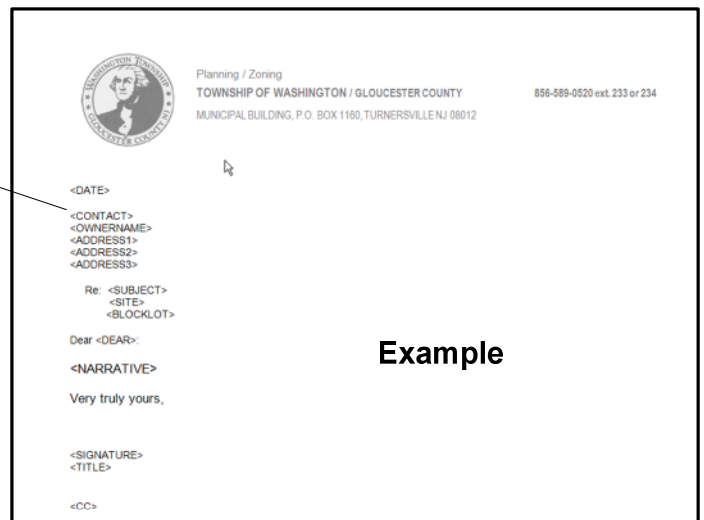 WASHINGTON TOWNSHIP
GLOUCESTER COUNTY NJ
Planning / Zoning
TOWNSHIP OF WASHINGTON / GLOUCESTER COUNTY 856-589-0520 ext. 233 or 234
MUNICIPAL BUILDING, P.O. BOX 1160, TURNERSVILLE NJ 08012
<DATE>
<CONTACT>
<OWNERNAME>
<ADDRESS1>
<ADDRESS2>
<ADDRESS3>
Re: <SUBJECT>
<SITE>
<BLOCKLOT>
Dear <DEAR>:
Example
<NARRATIVE>
Very truly yours,
<SIGNATURE>
<TITLE>
<CC>